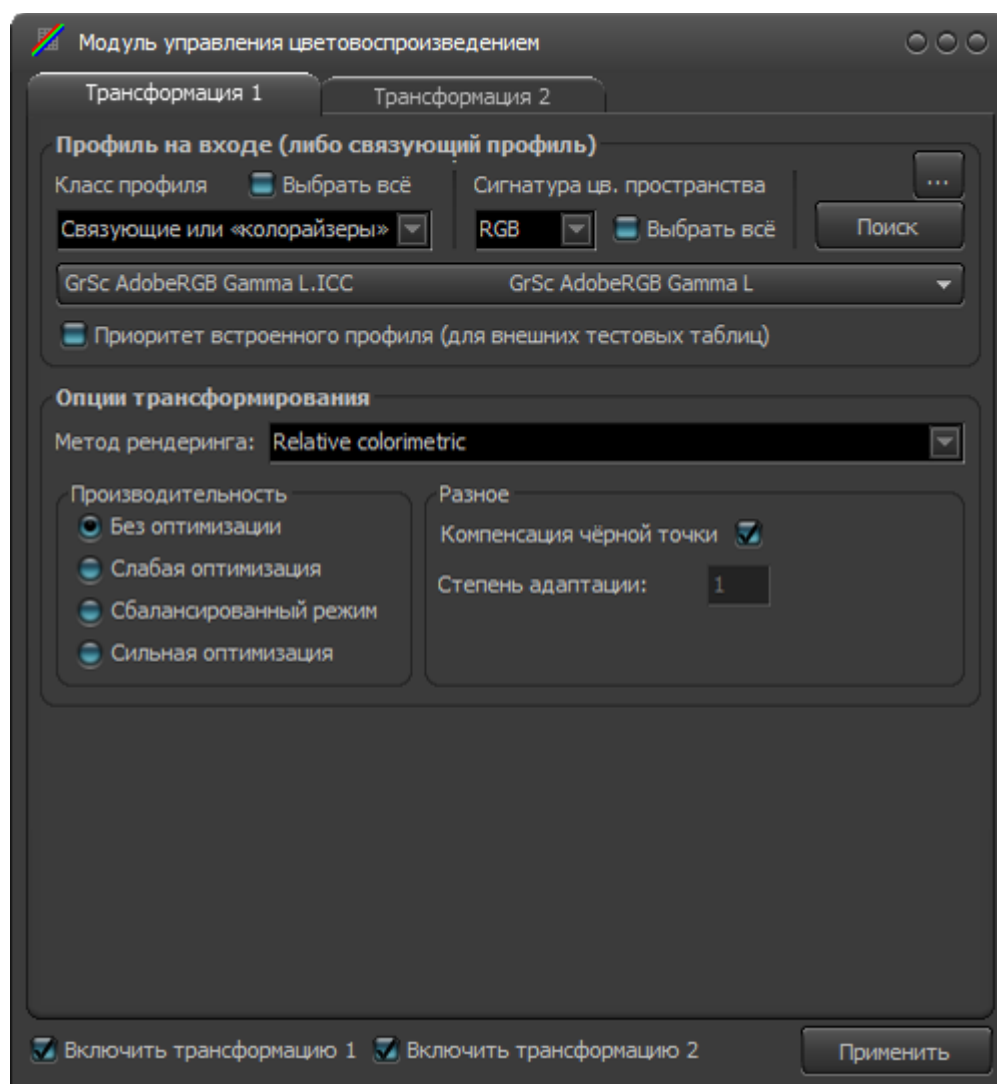 Модуль управления цветовоспроизведением
Трансформация 1 Трансформация 2
Профиль на входе (либо связующий профиль)
...
Класс профиля Выбрать всё Сигнатура цв. пространства
Связующие или «колорайзеры» RGB Выбрать всё Поиск
GrSc AdobeRGB Gamma L.ICC GrSc AdobeRGB Gamma L
Приоритет встроенного профиля (для внешних тестовых таблиц)
Опции трансформирования
Метод рендеринга: Relative colorimetric
Производительность Разное
Без оптимизации Компенсация чёрной точки
Слабая оптимизация Степень адаптации: 1
Сбалансированный режим
Сильная оптимизация
Включить трансформацию 1 Включить трансформацию 2 Применить